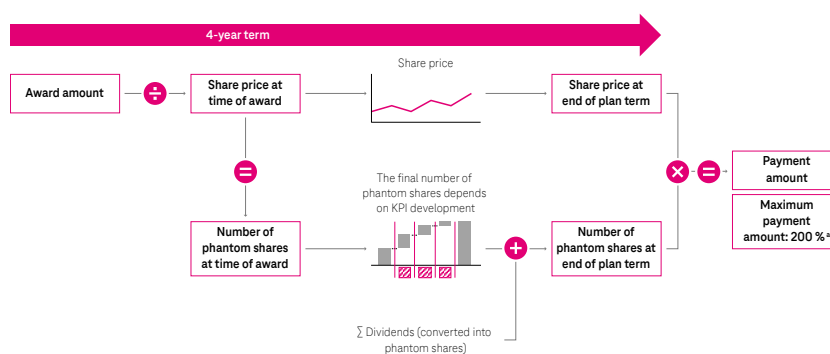 4-year term
Share price
Award amount
÷
Share price at
time of award
Share price at
end of plan term
=
The final number of
phantom shares depends
on KPI development
×
=
Payment
amount
Maximum
payment
amount: 200 % ª
Number of
phantom shares
at time of award
+
Number of
phantom shares at
end of plan term
∑ Dividends (converted into
phantom shares)